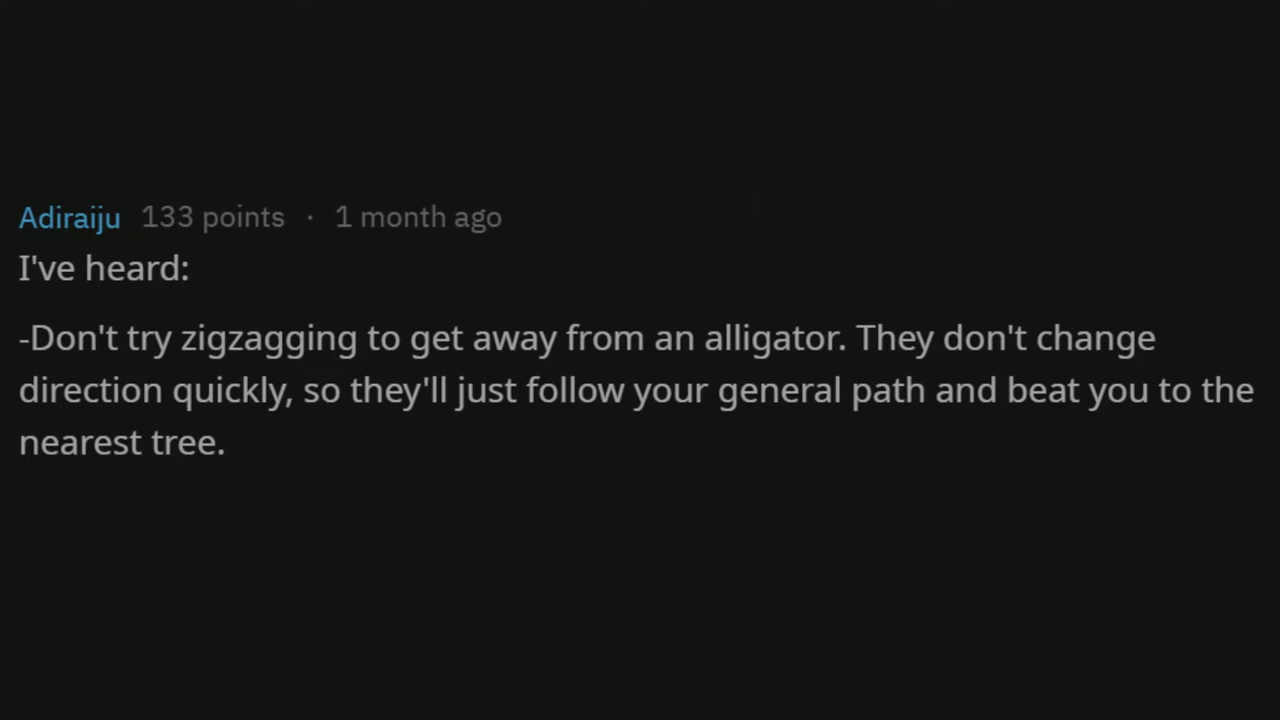 Adiraiju 133 points · 1 month ago
I've heard:
-Don't try zigzagging to get away from an alligator. They don't change
direction quickly, so they'll just follow your general path and beat you to the
nearest tree.